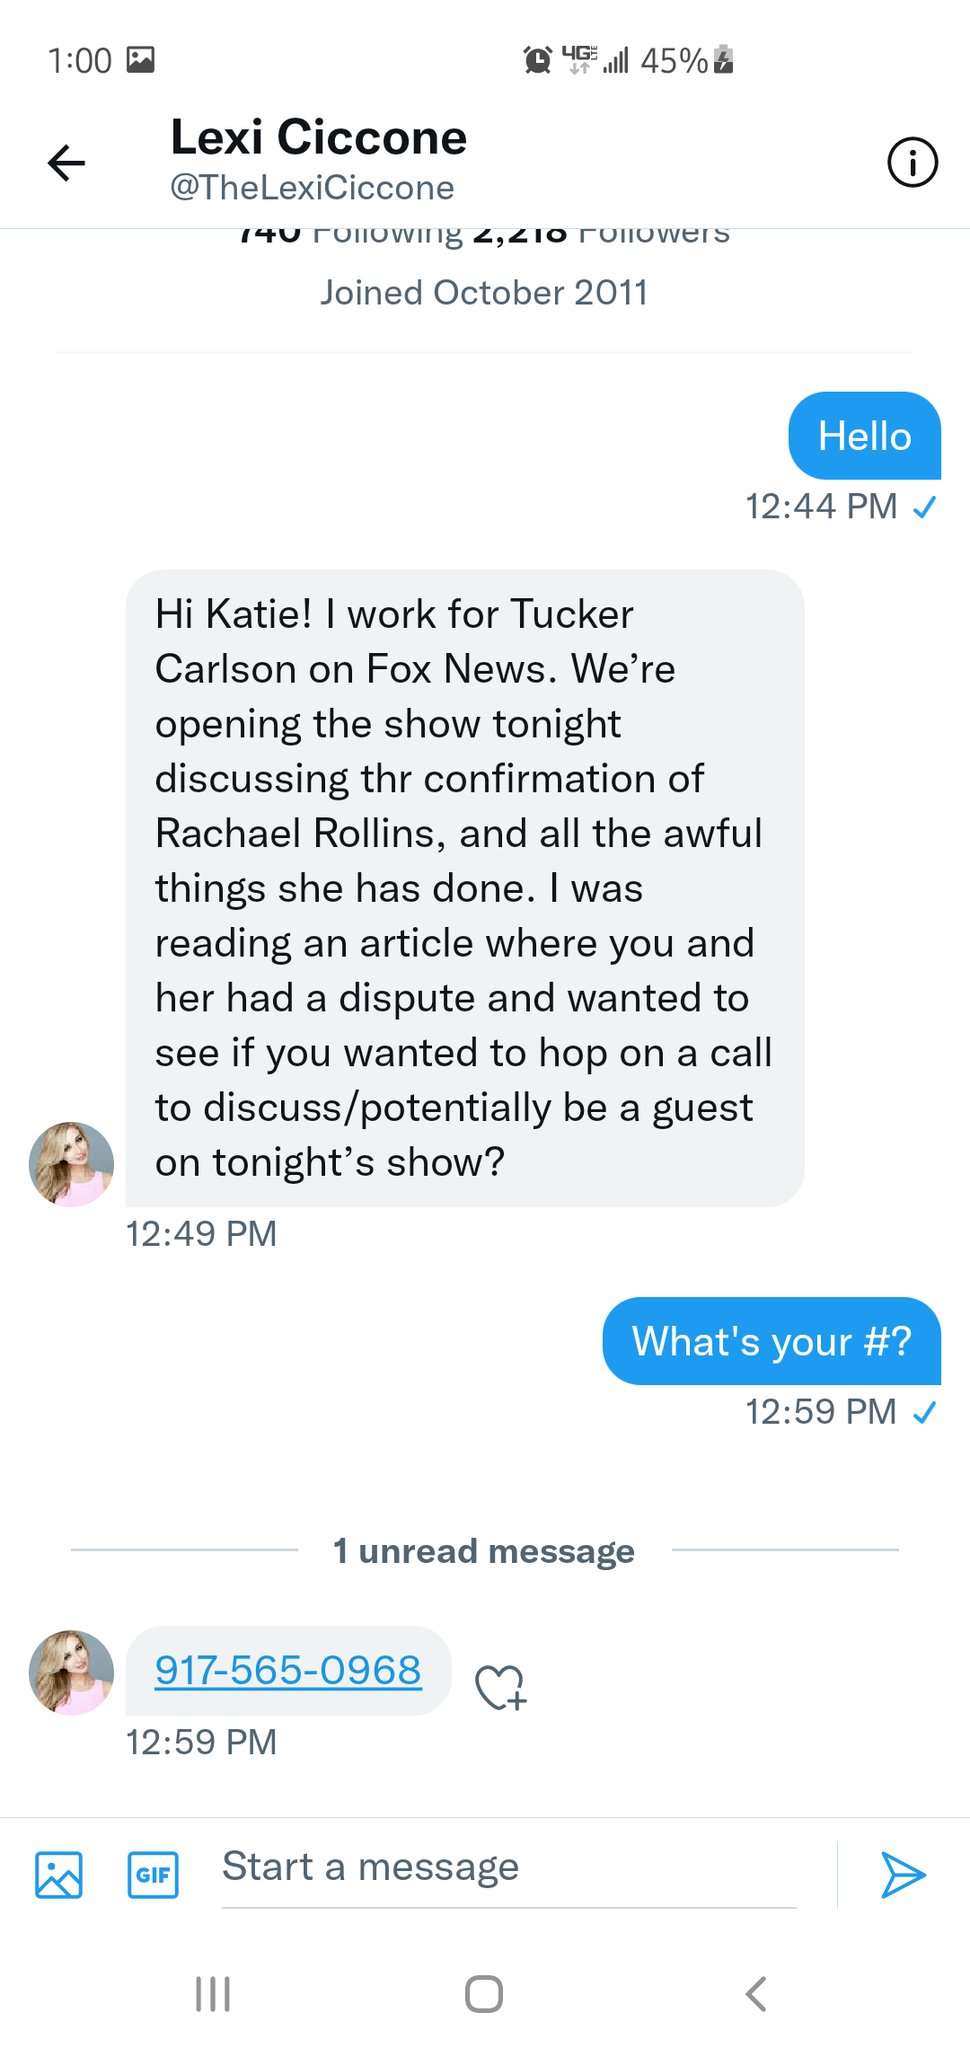 1:00 4G LTE 45%
Lexi Ciccone
@TheLexiCiccone
740 Following 2,218 Followers
Joined October 2011
Hello
12:44 PM
Hi Katie! I work for Tucker
Carlson on Fox News. We’re
opening the show tonight
discussing thr confirmation of
Rachael Rollins, and all the awful
things she has done. I was
reading an article where you and
her had a dispute and wanted to
see if you wanted to hop on a call
to discuss/potentially be a guest
on tonight’s show?
12:49 PM
What's your #?
12:59 PM
1 unread message
917-565-0968
12:59 PM
GIF Start a message